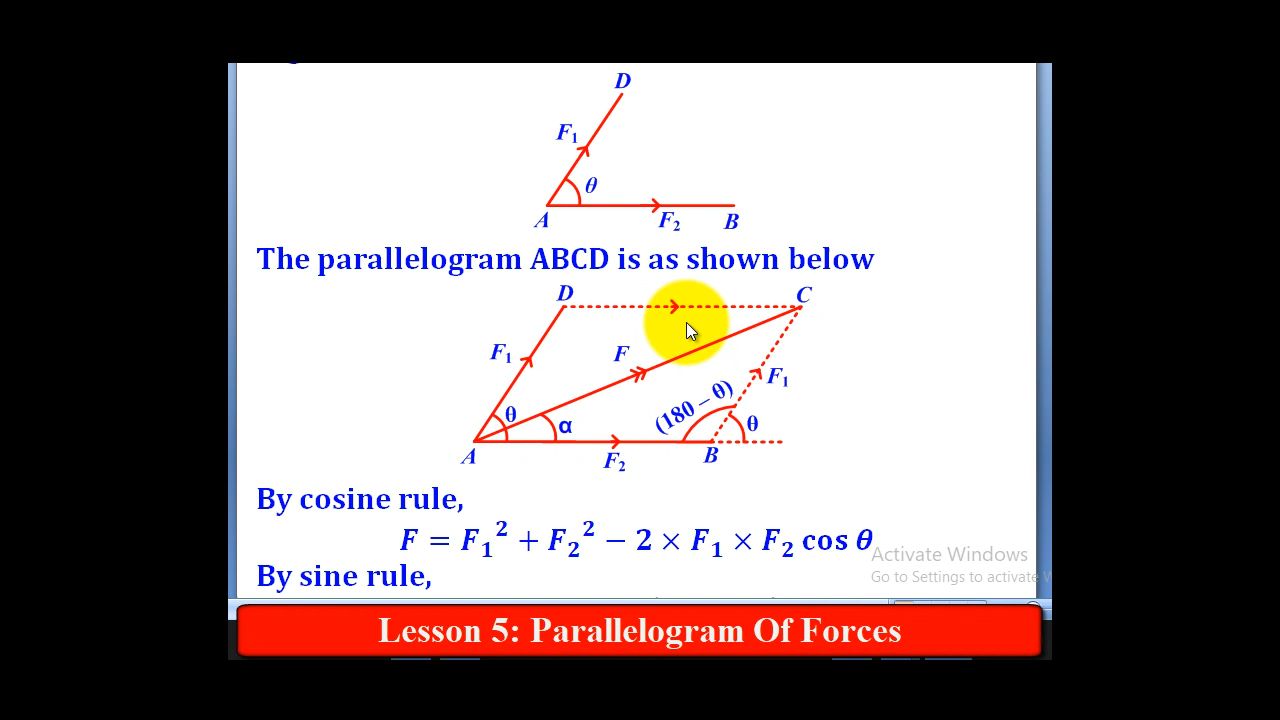 D
F₁
θ
A F₂ B
The parallelogram ABCD is as shown below
D C
F₁ F (180 – θ) F₁
θ α θ
A F₂ B
By cosine rule,
F = F₁² + F₂² − 2 × F₁ × F₂ cos θ
Activate Windows
By sine rule,
Go to Settings to activate W
Lesson 5: Parallelogram Of Forces